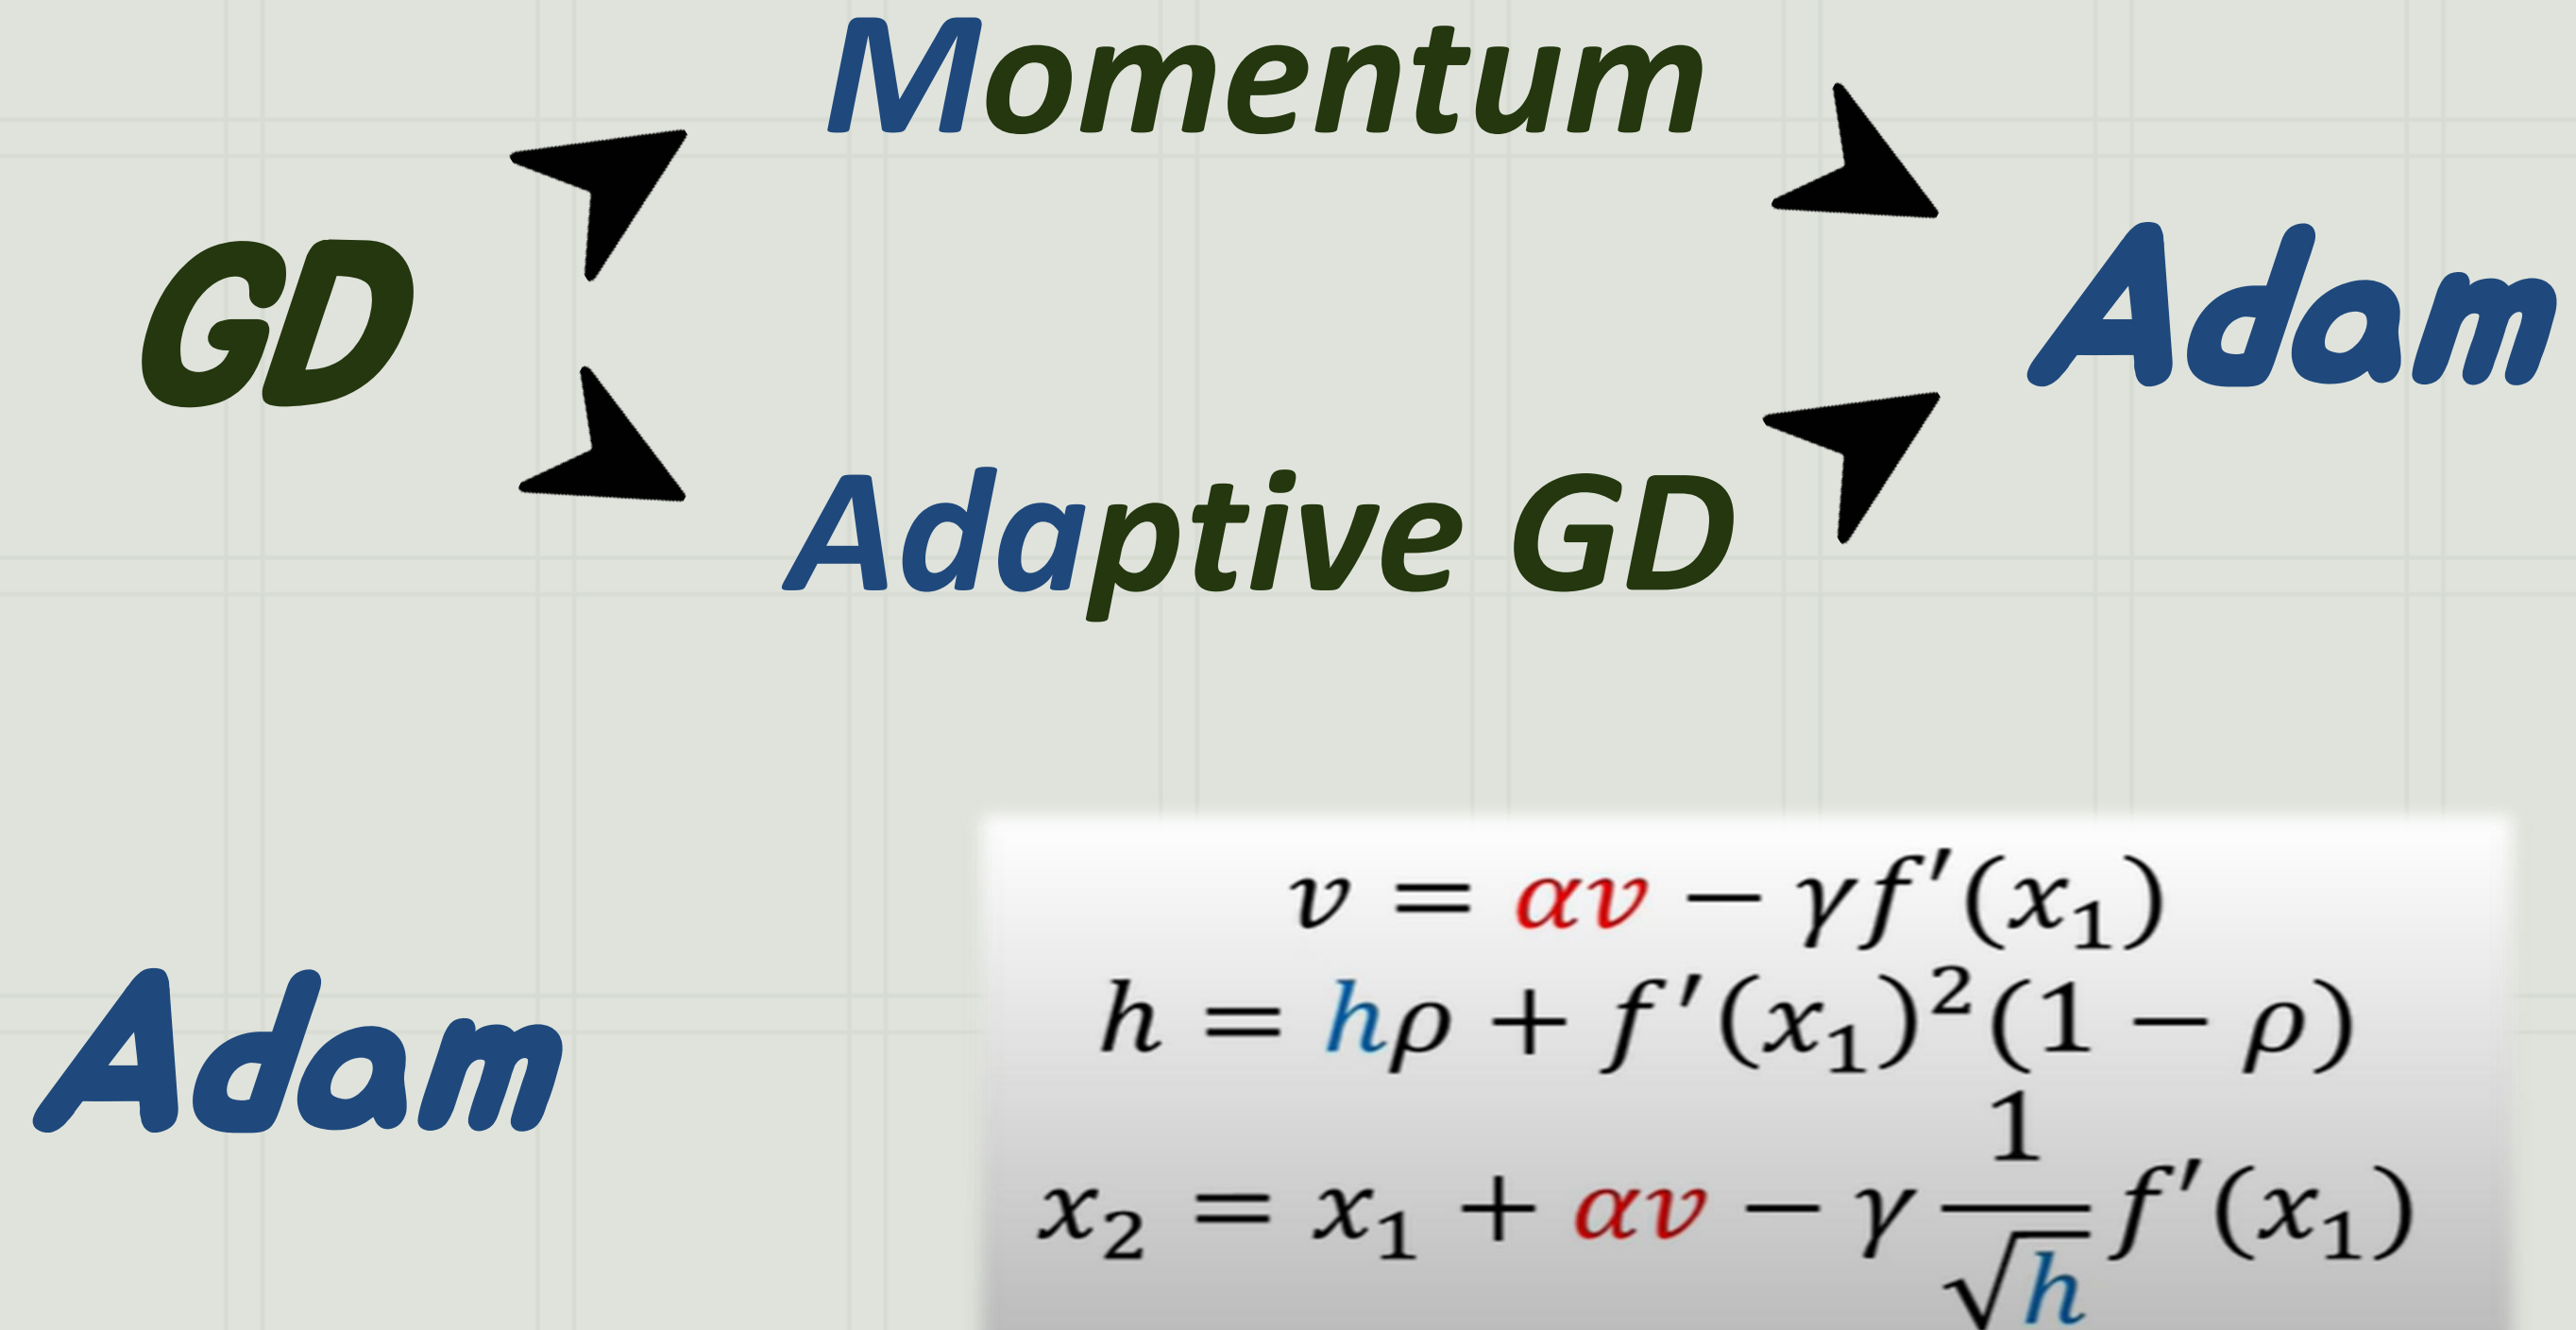 Momentum
GD
Adam
Adaptive GD
v = αv − γf′(x₁)
h = hρ + f′(x₁)²(1 − ρ)
Adam
x₂ = x₁ + αv − γ 1/√h f′(x₁)